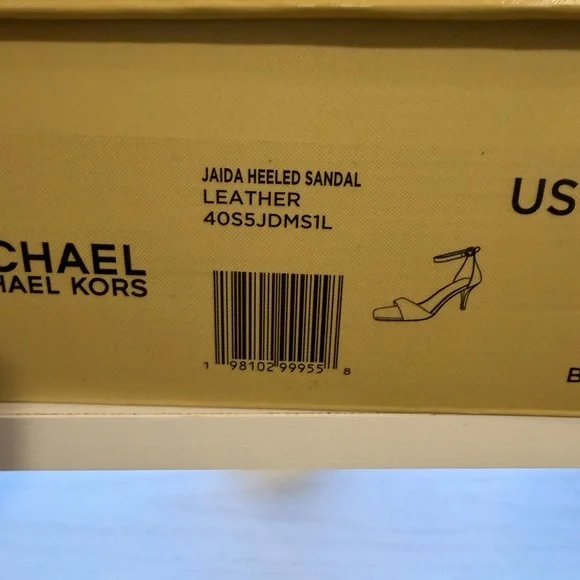 JAIDA HEELED SANDAL
LEATHER
40S5JDMS1L
US
CHAEL
HAEL KORS
1 98102 99955 8
B